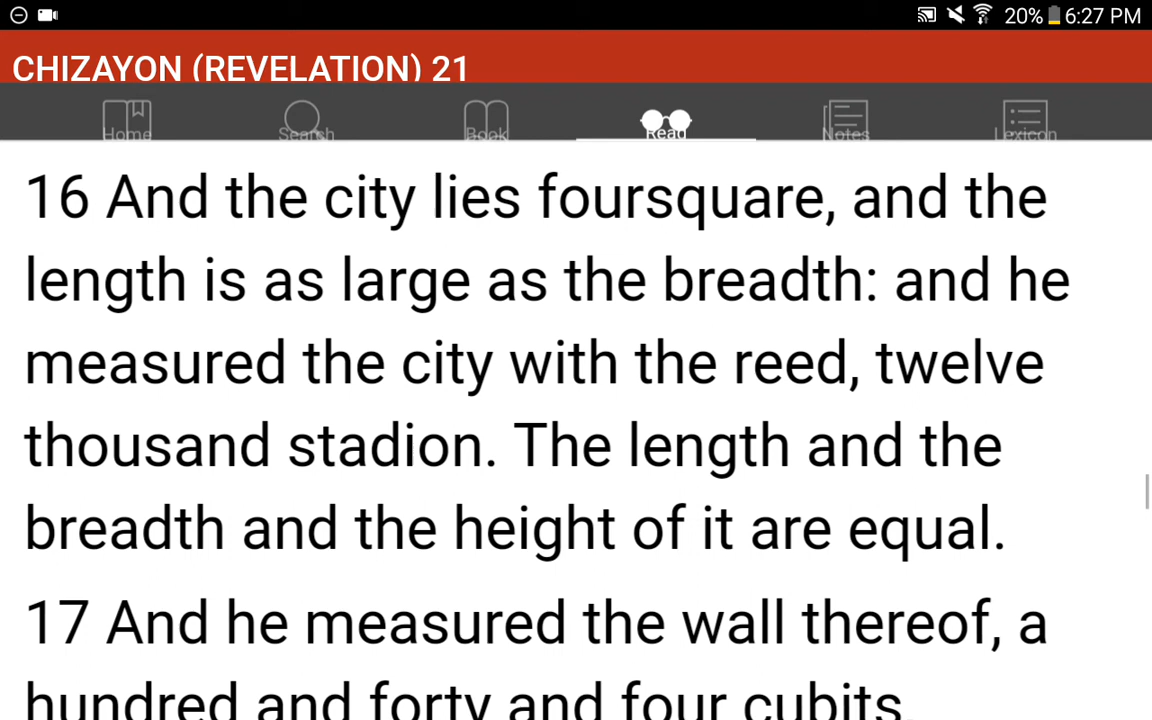 20% 6:27 PM
CHIZAYON (REVELATION) 21
Home Search Book Read Notes Lexicon
16 And the city lies foursquare, and the
length is as large as the breadth: and he
measured the city with the reed, twelve
thousand stadion. The length and the
breadth and the height of it are equal.
17 And he measured the wall thereof, a
hundred and forty and four cubits,